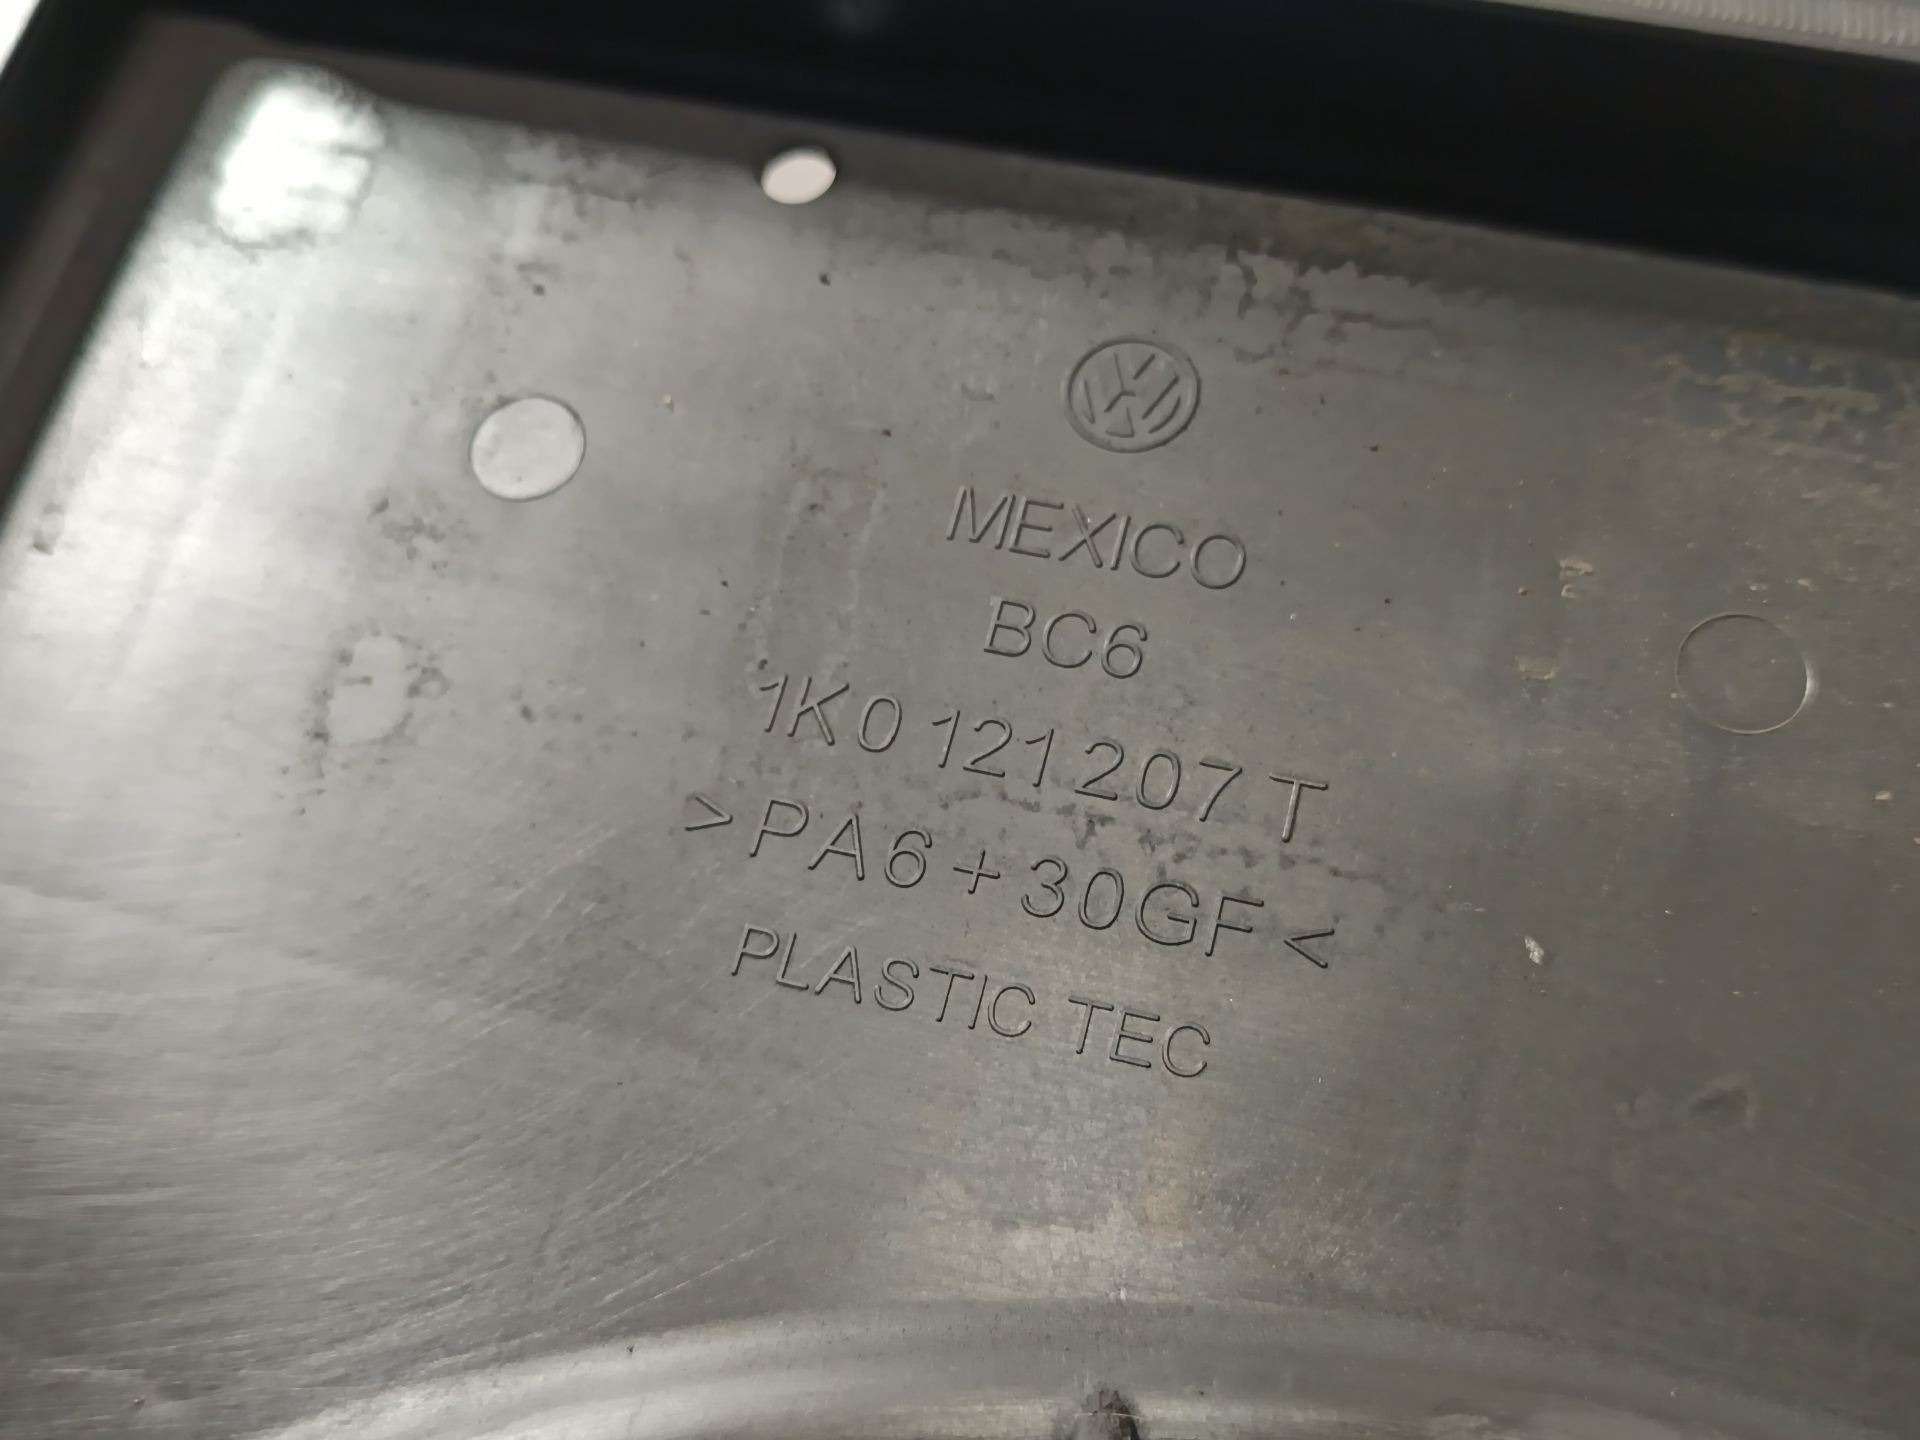 MEXICO
BC6
1K0 121 207 T
>PA6+30GF<
PLASTIC TEC